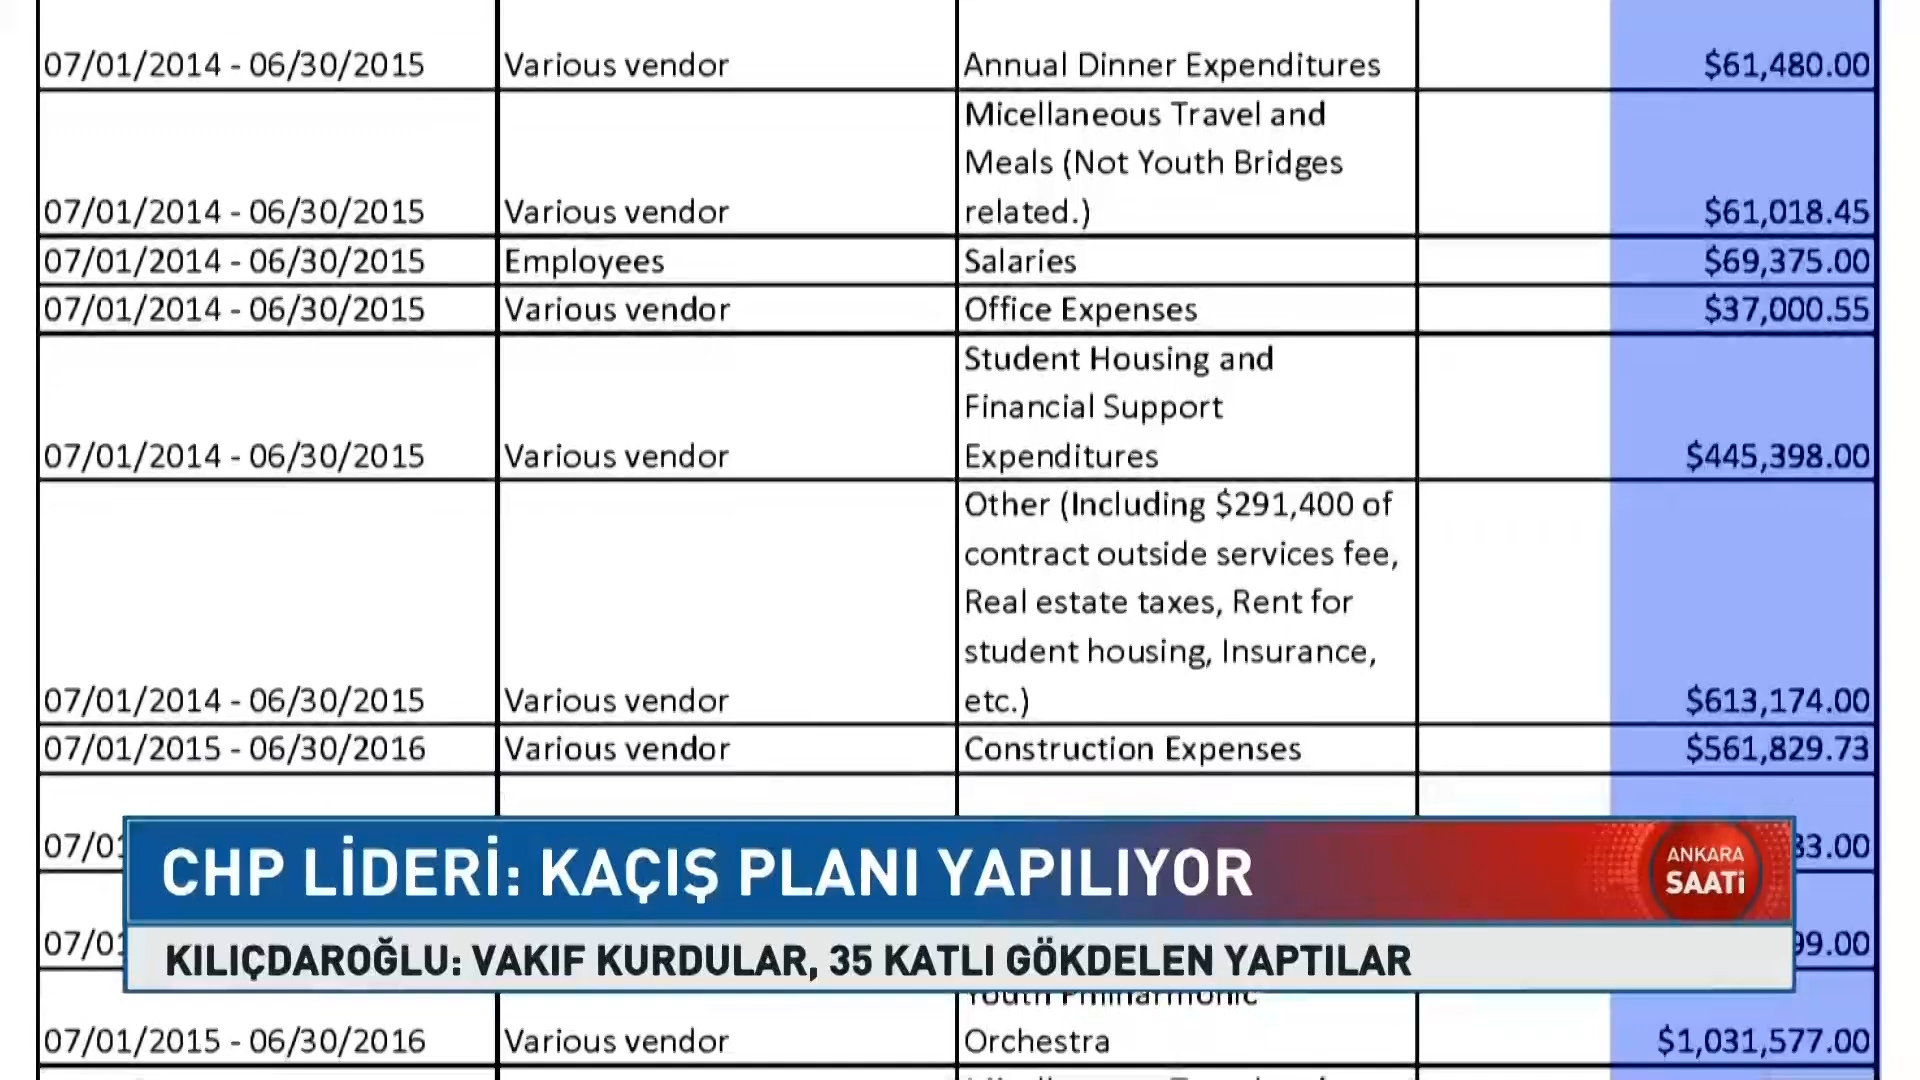 07/01/2014 - 06/30/2015 Various vendor Annual Dinner Expenditures $61,480.00
Micellaneous Travel and
Meals (Not Youth Bridges
07/01/2014 - 06/30/2015 Various vendor related.) $61,018.45
07/01/2014 - 06/30/2015 Employees Salaries $69,375.00
07/01/2014 - 06/30/2015 Various vendor Office Expenses $37,000.55
Student Housing and
Financial Support
07/01/2014 - 06/30/2015 Various vendor Expenditures $445,398.00
Other (Including $291,400 of
contract outside services fee,
Real estate taxes, Rent for
student housing, Insurance,
07/01/2014 - 06/30/2015 Various vendor etc.) $613,174.00
07/01/2015 - 06/30/2016 Various vendor Construction Expenses $561,829.73
CHP LİDERİ: KAÇIŞ PLANI YAPILIYOR
ANKARA
SAATİ
KILIÇDAROĞLU: VAKIF KURDULAR, 35 KATLI GÖKDELEN YAPTILAR
Youth Philharmonic
07/01/2015 - 06/30/2016 Various vendor Orchestra $1,031,577.00